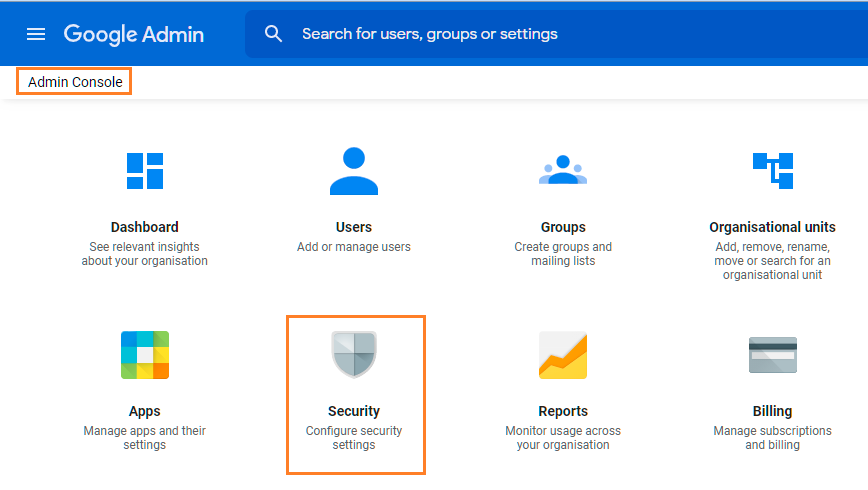 Google Admin
Search for users, groups or settings
Admin Console
Dashboard
See relevant insights
about your organisation
Users
Add or manage users
Groups
Create groups and
mailing lists
Organisational units
Add, remove, rename,
move or search for an
organisational unit
Apps
Manage apps and their
settings
Security
Configure security
settings
Reports
Monitor usage across
your organisation
Billing
Manage subscriptions
and billing